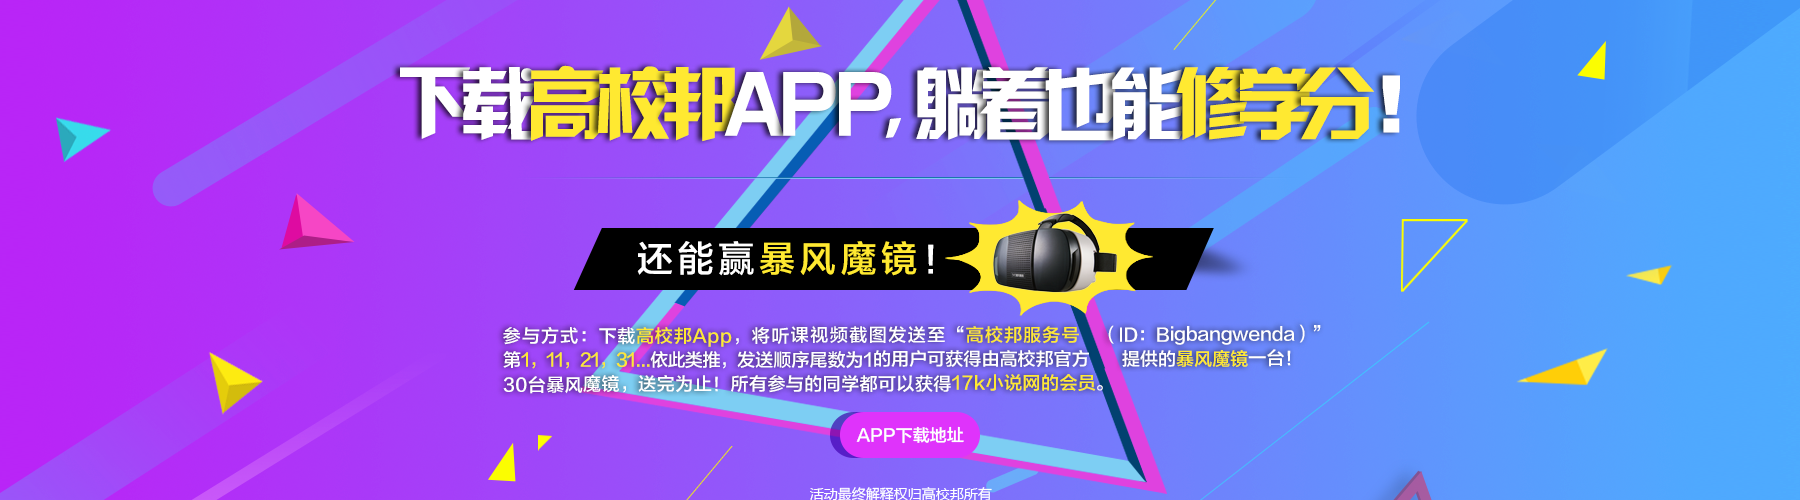 下载高校邦APP,躺着也能修学分!
还能赢暴风魔镜!
参与方式：下载高校邦App，将听课视频截图发送至“高校邦服务号（ID：Bigbangwenda）”
第1，11，21，31...依此类推，发送顺序尾数为1的用户可获得由高校邦官方提供的暴风魔镜一台！
30台暴风魔镜，送完为止！所有参与的同学都可以获得17k小说网的会员。
APP下载地址
活动最终解释权归高校邦所有